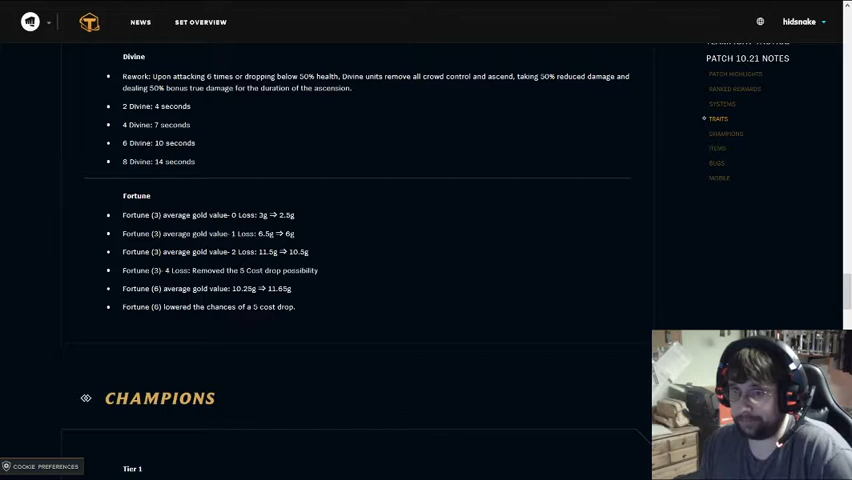 NEWS
SET OVERVIEW
hidsnake
Divine
Rework: Upon attacking 6 times or dropping below 50% health, Divine units remove all crowd control and ascend, taking 50% reduced damage and
dealing 50% bonus true damage for the duration of the ascension.
2 Divine: 4 seconds
4 Divine: 7 seconds
6 Divine: 10 seconds
8 Divine: 14 seconds
Fortune
Fortune (3) average gold value- 0 Loss: 3g ⇒ 2.5g
Fortune (3) average gold value- 1 Loss: 6.5g ⇒ 6g
Fortune (3) average gold value- 2 Loss: 11.5g ⇒ 10.5g
Fortune (3)- 4 Loss: Removed the 5 Cost drop possibility
Fortune (6) average gold value: 10.25g ⇒ 11.65g
Fortune (6) lowered the chances of a 5 cost drop.
CHAMPIONS
Tier 1
COOKIE PREFERENCES
TEAMFIGHT TACTICS
PATCH 10.21 NOTES
PATCH HIGHLIGHTS
RANKED REWARDS
SYSTEMS
TRAITS
CHAMPIONS
ITEMS
BUGS
MOBILE